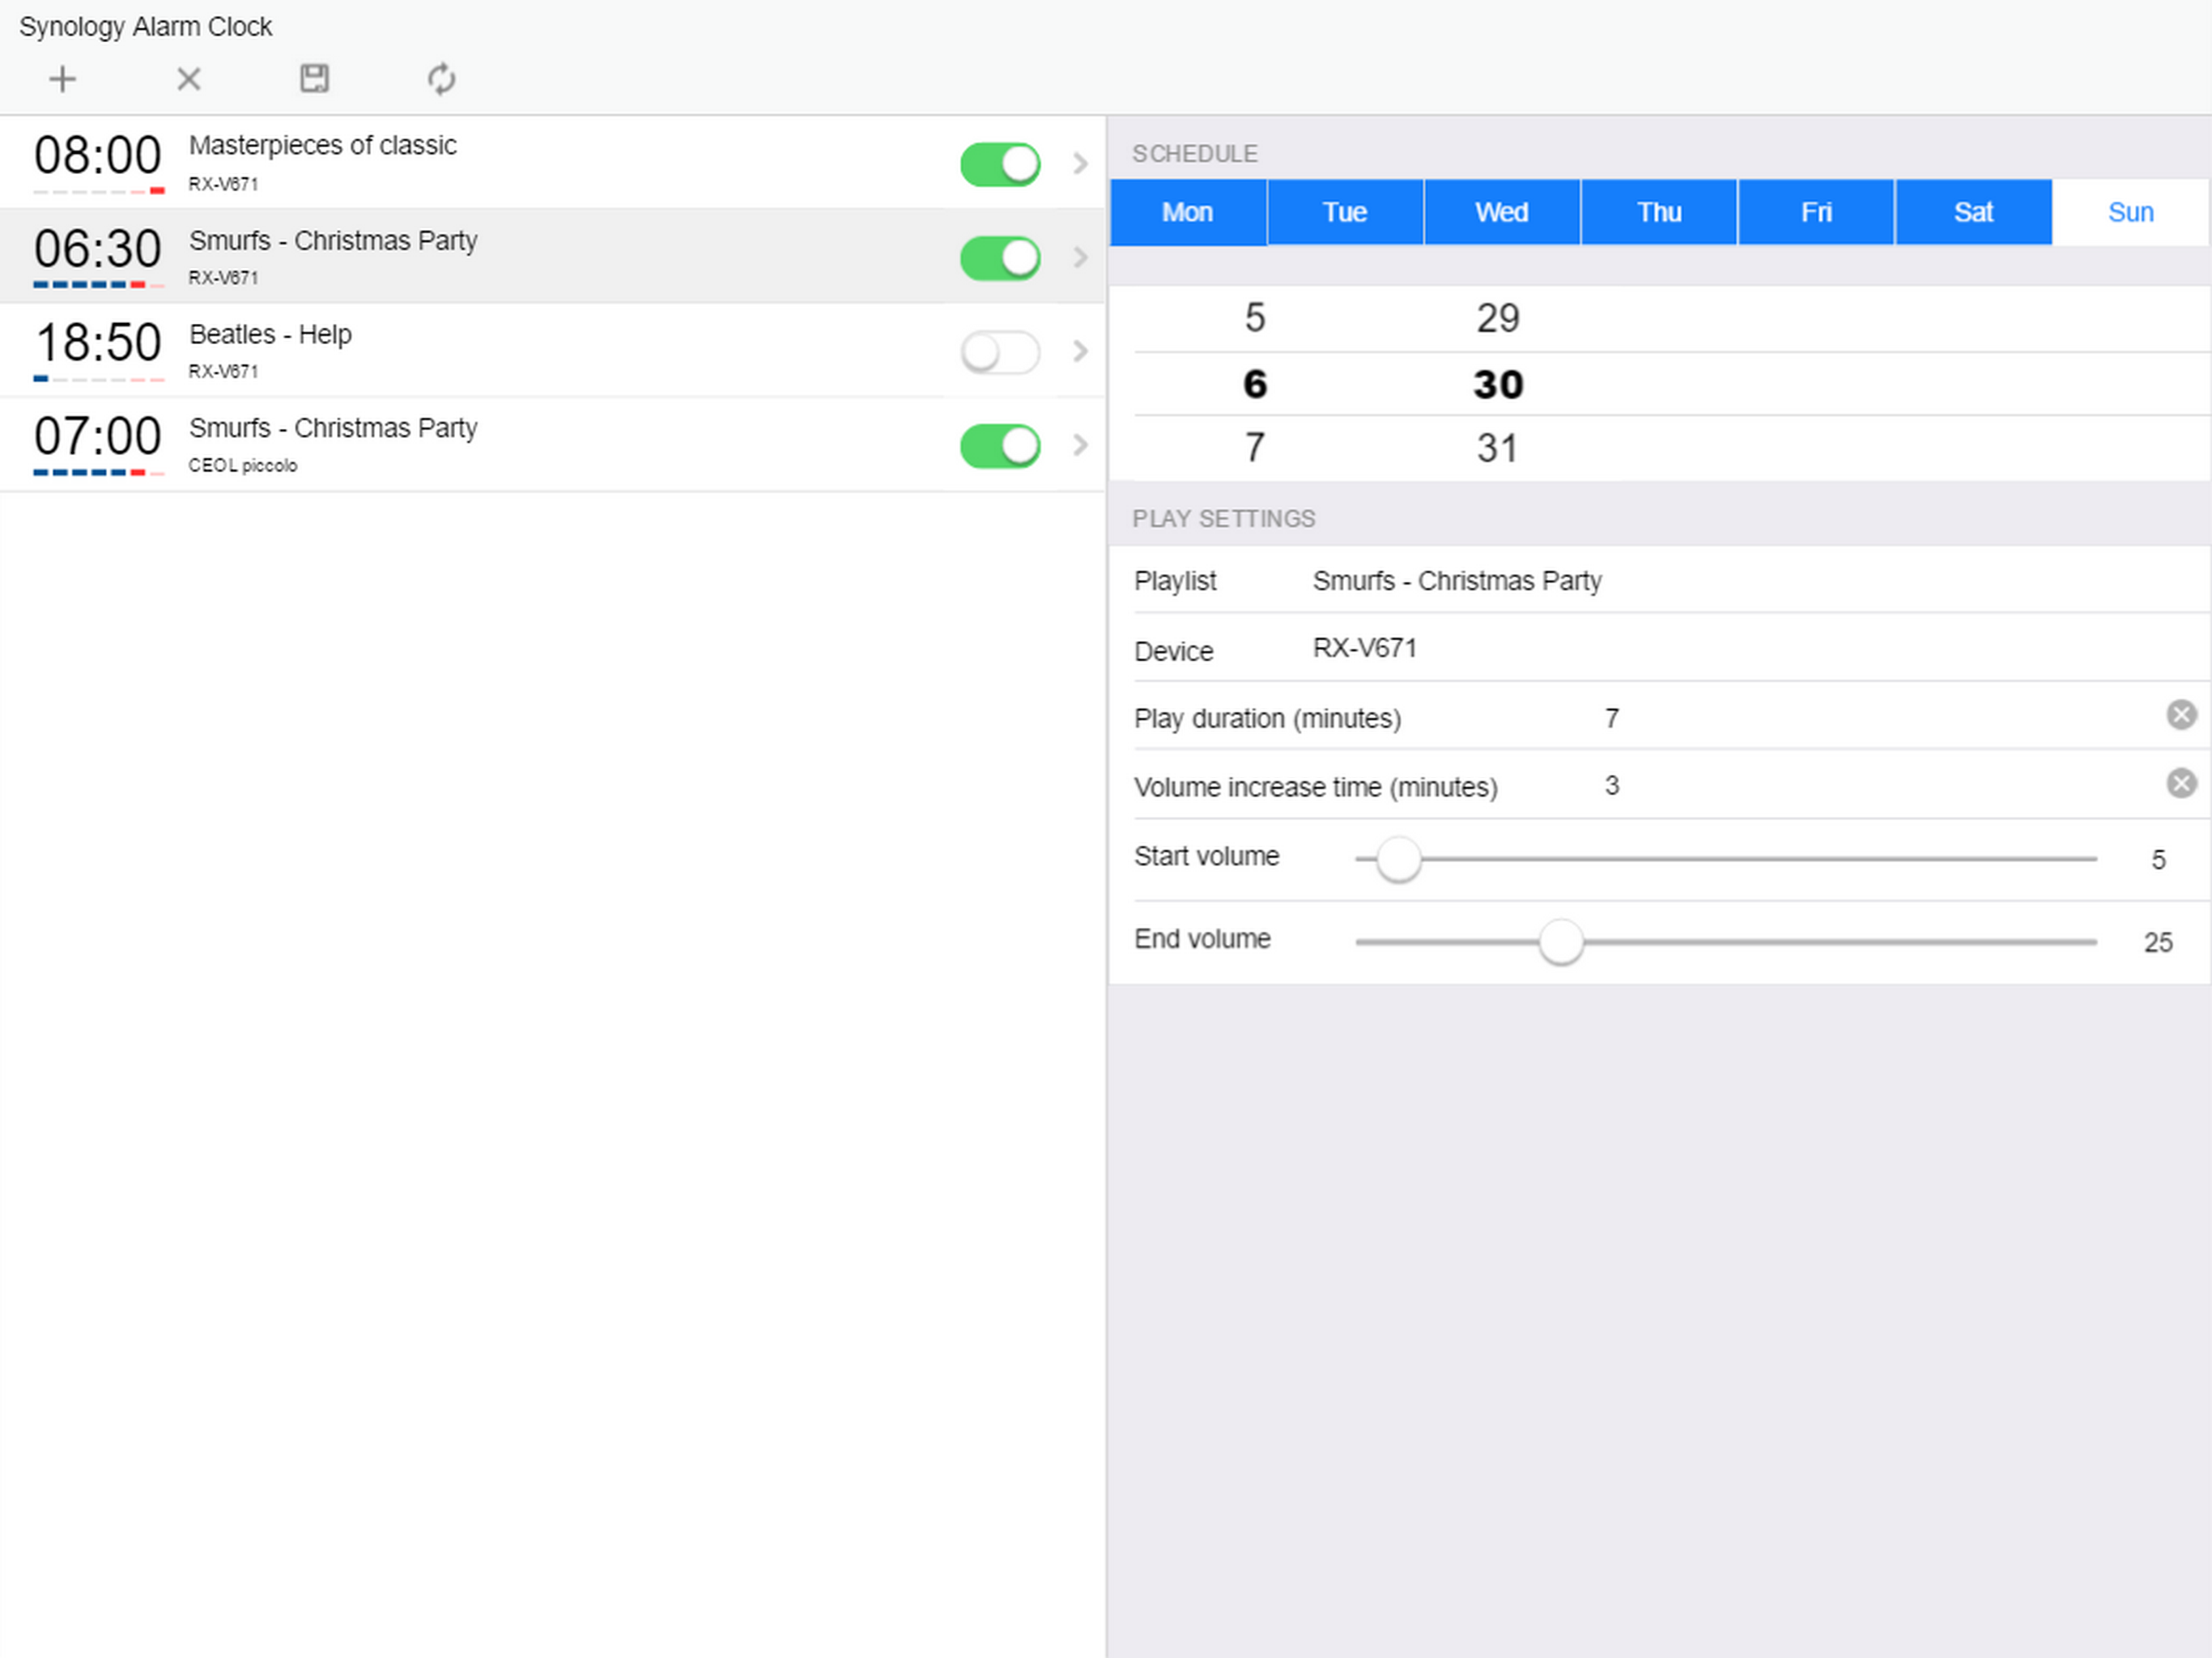 Synology Alarm Clock
08:00 Masterpieces of classic
RX-V671
06:30 Smurfs - Christmas Party
RX-V671
18:50 Beatles - Help
RX-V671
07:00 Smurfs - Christmas Party
CEOL piccolo
SCHEDULE
Mon Tue Wed Thu Fri Sat Sun
5 29
6 30
7 31
PLAY SETTINGS
Playlist Smurfs - Christmas Party
Device RX-V671
Play duration (minutes) 7
Volume increase time (minutes) 3
Start volume 5
End volume 25